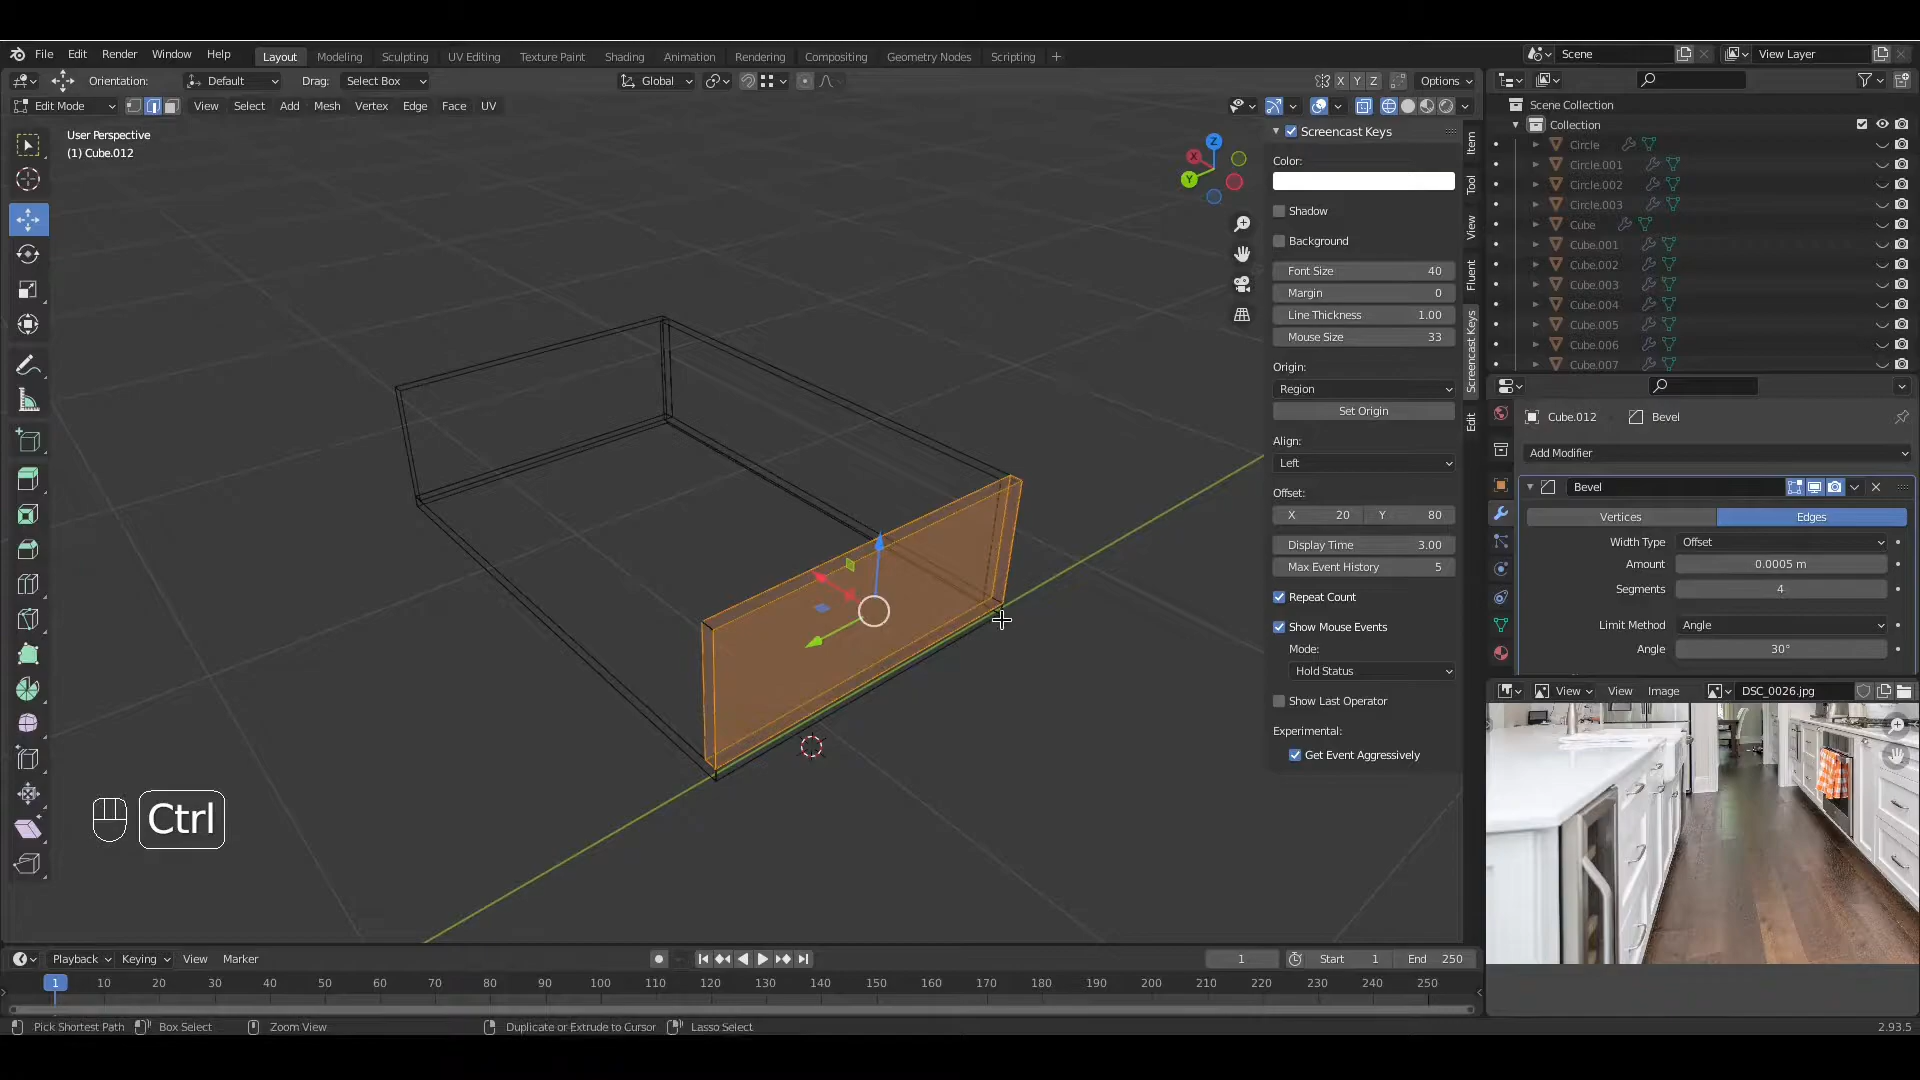 File Edit Render Window Help Layout Modeling Sculpting UV Editing Texture Paint Shading Animation Rendering Compositing Geometry Nodes Scripting + Scene View Layer
Orientation: Default Drag: Select Box Global X Y Z Options
Edit Mode View Select Add Mesh Vertex Edge Face UV
User Perspective
(1) Cube.012
Z
X
Y
Screencast Keys
Color:
Shadow
Background
Font Size 40
Margin 0
Line Thickness 1.00
Mouse Size 33
Origin:
Region
Set Origin
Align:
Left
Offset:
X 20 Y 80
Display Time 3.00
Max Event History 5
Repeat Count
Show Mouse Events
Mode:
Hold Status
Show Last Operator
Experimental:
Get Event Aggressively
Item
Tool
View
Fluent
Screencast Keys
Edit
Scene Collection
Collection
Circle
Circle.001
Circle.002
Circle.003
Cube
Cube.001
Cube.002
Cube.003
Cube.004
Cube.005
Cube.006
Cube.007
Cube.012 Bevel
Add Modifier
Bevel
Vertices Edges
Width Type Offset
Amount 0.0005 m
Segments 4
Limit Method Angle
Angle 30°
View View Image DSC_0026.jpg
Ctrl
Playback Keying View Marker 1 Start 1 End 250
1 10 20 30 40 50 60 70 80 90 100 110 120 130 140 150 160 170 180 190 200 210 220 230 240 250
Pick Shortest Path Box Select Zoom View Duplicate or Extrude to Cursor Lasso Select 2.93.5